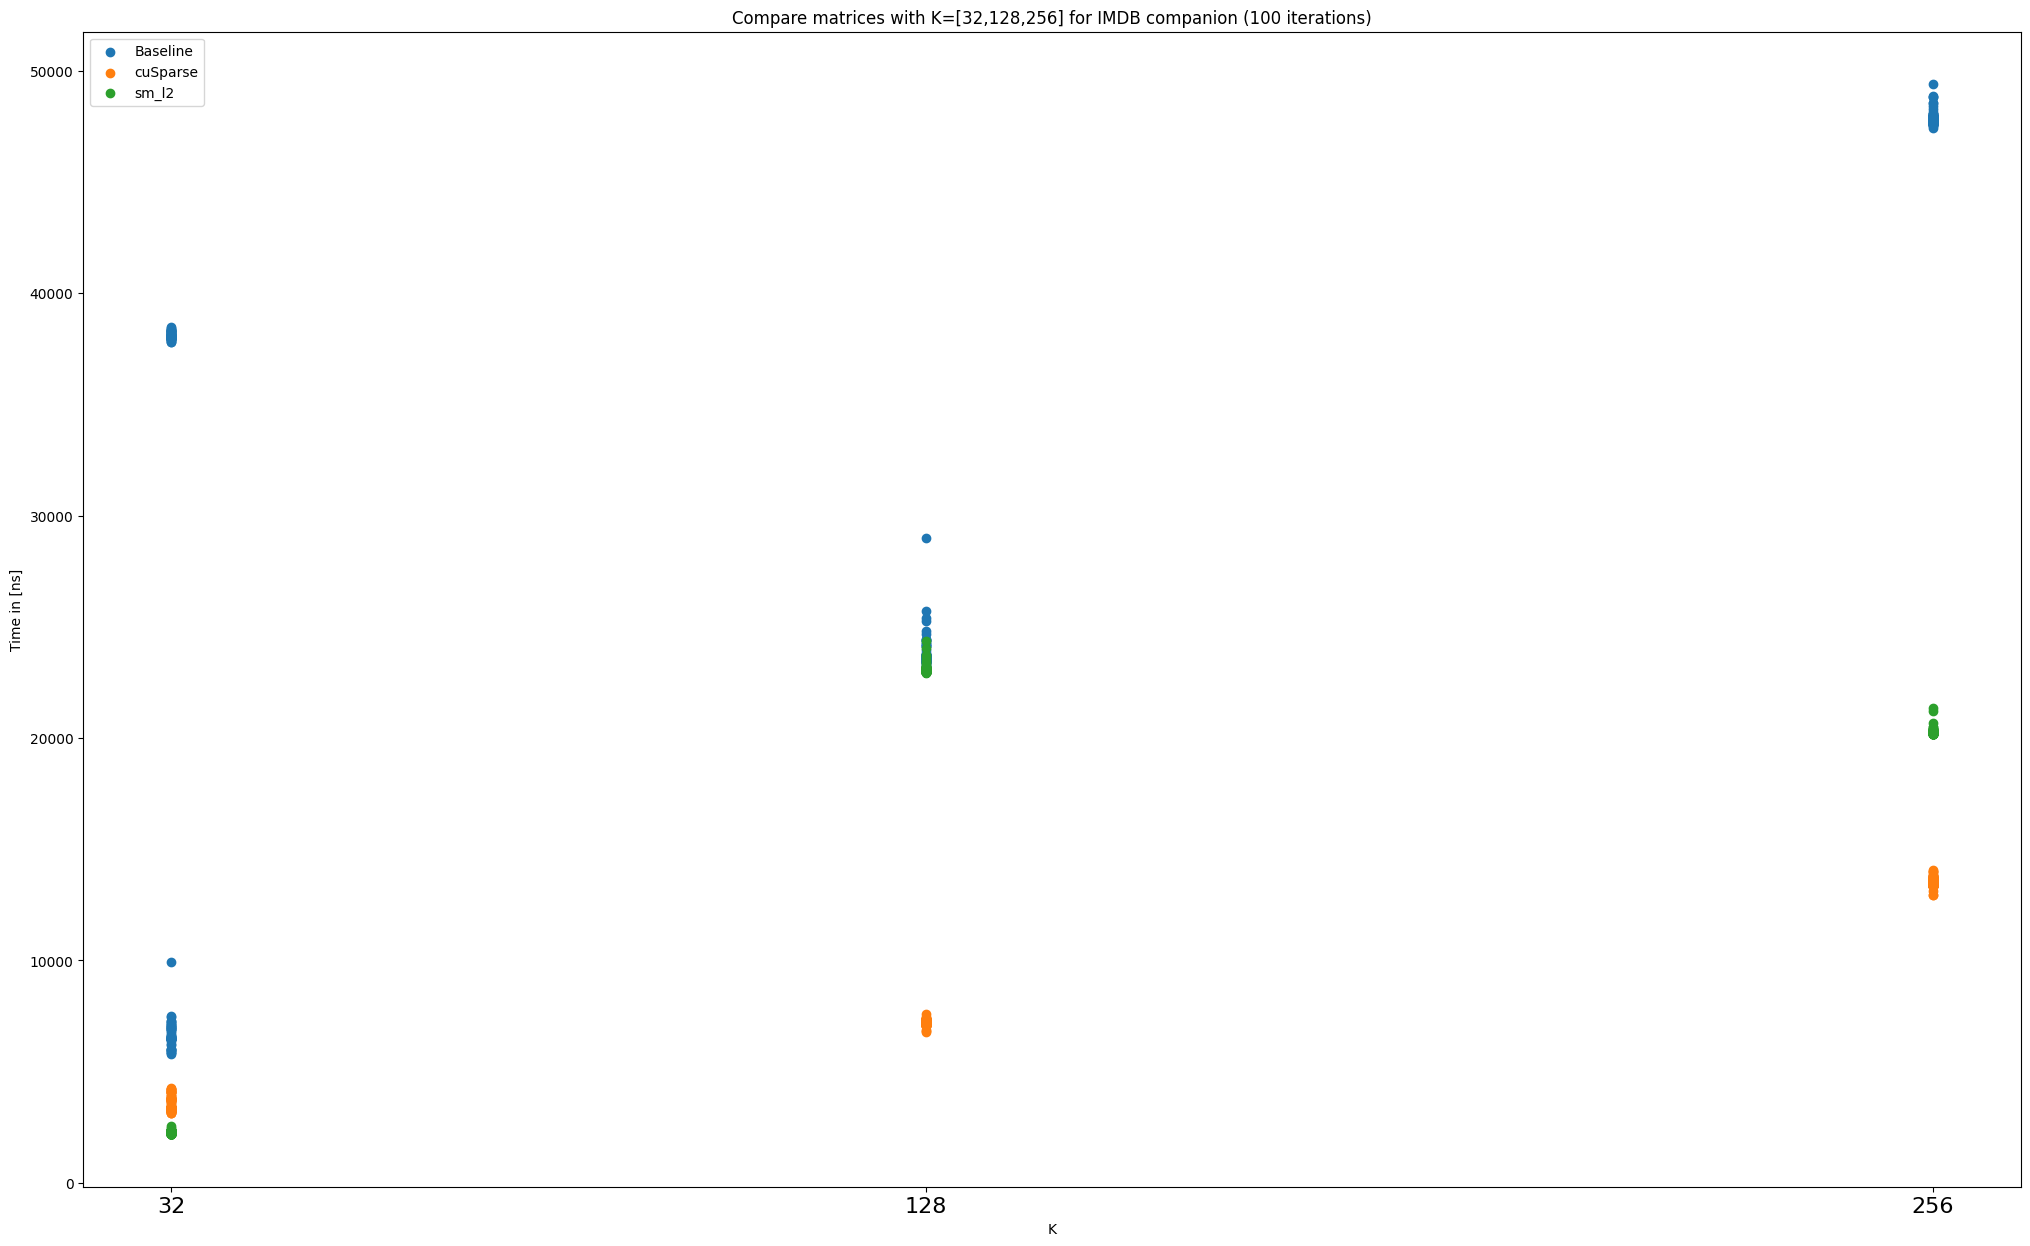 Compare matrices with K=[32,128,256] for IMDB companion (100 iterations)
Baseline
cuSparse
sm_l2
50000
40000
30000
20000
10000
0
Time in [ns]
32
128
256
K